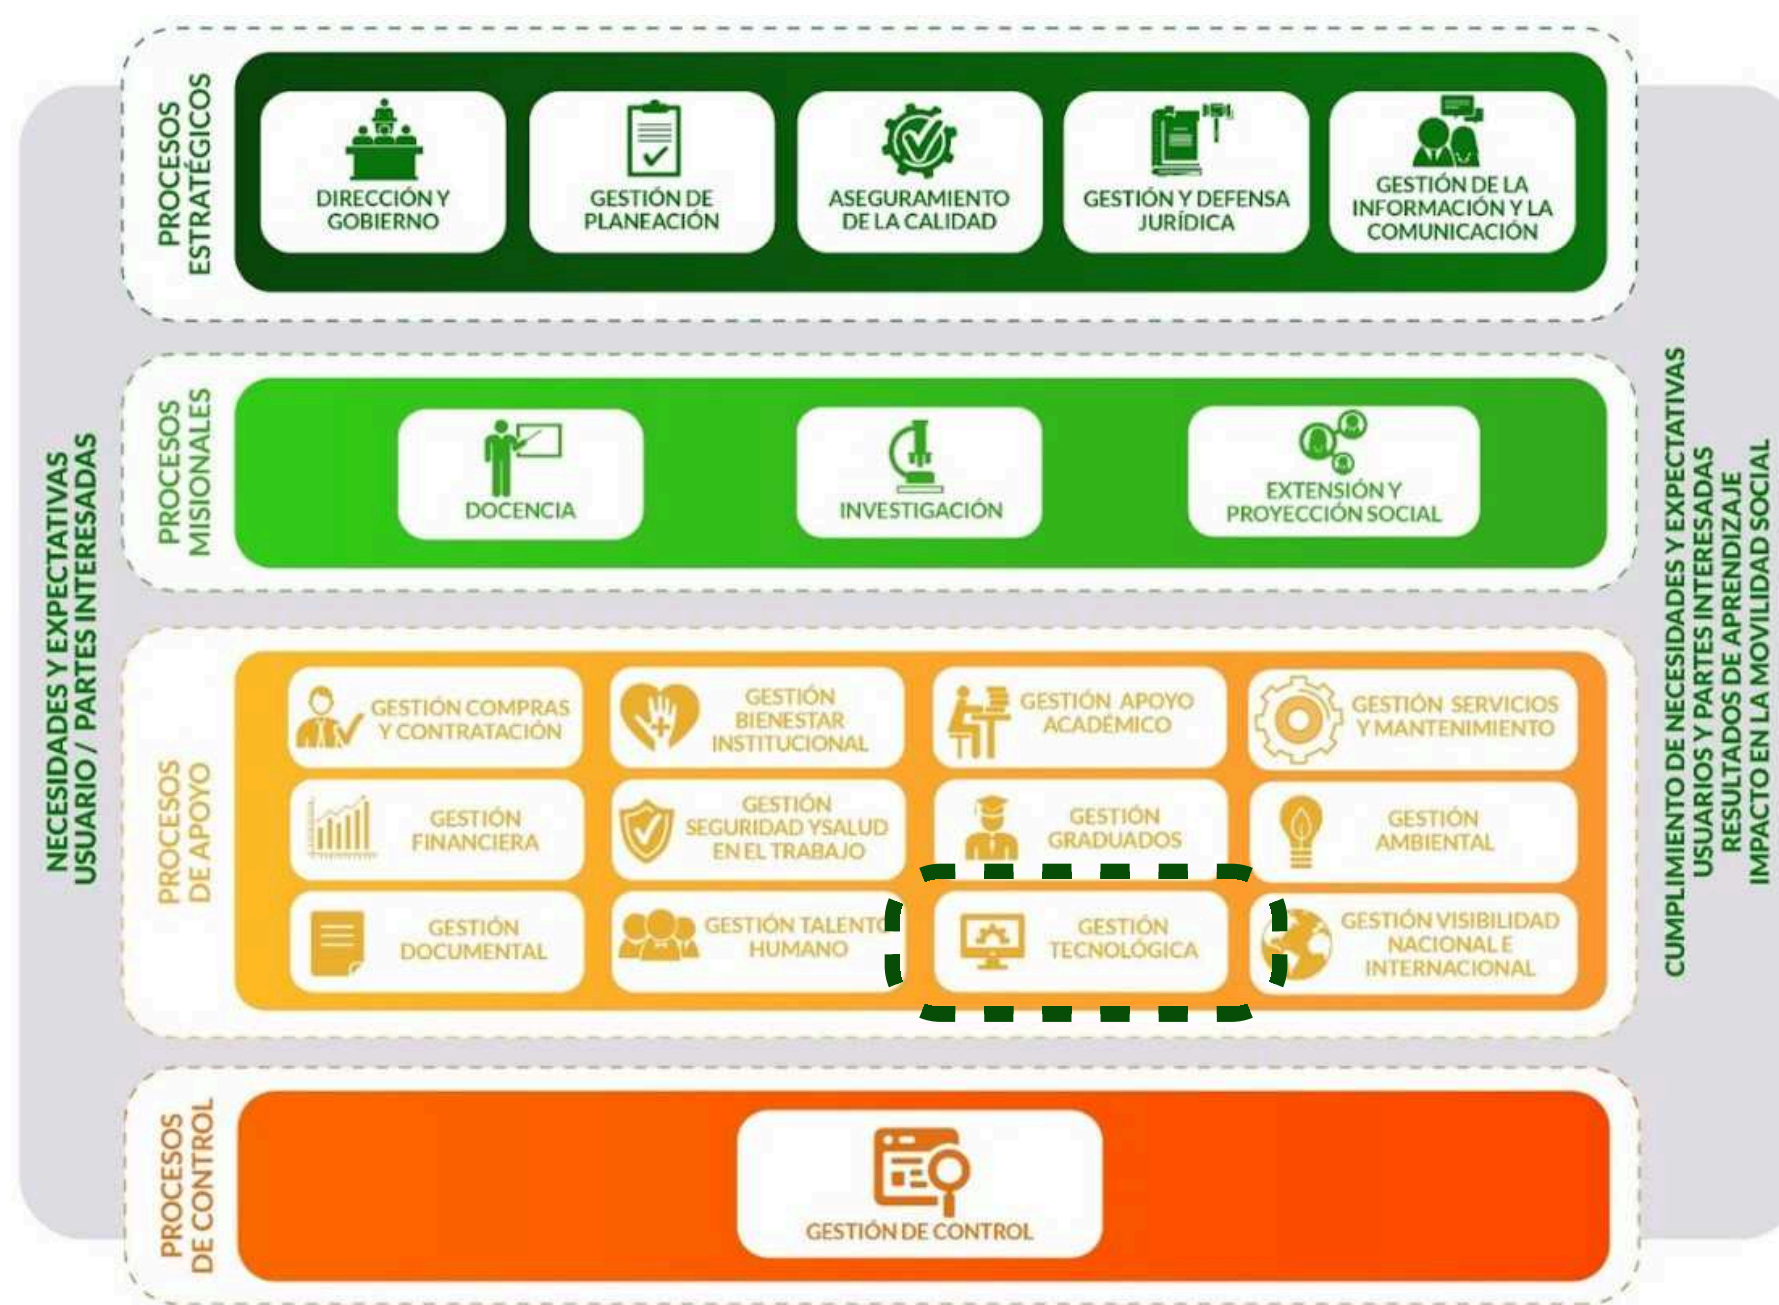 NECESIDADES Y EXPECTATIVAS
USUARIO / PARTES INTERESADAS
PROCESOS
ESTRATÉGICOS
DIRECCIÓN Y
GOBIERNO
GESTIÓN DE
PLANEACIÓN
ASEGURAMIENTO
DE LA CALIDAD
GESTIÓN Y DEFENSA
JURÍDICA
GESTIÓN DE LA
INFORMACIÓN Y LA
COMUNICACIÓN
PROCESOS
MISIONALES
DOCENCIA
INVESTIGACIÓN
EXTENSIÓN Y
PROYECCIÓN SOCIAL
PROCESOS
DE APOYO
GESTIÓN COMPRAS
Y CONTRATACIÓN
GESTIÓN
BIENESTAR
INSTITUCIONAL
GESTIÓN APOYO
ACADÉMICO
GESTIÓN SERVICIOS
Y MANTENIMIENTO
GESTIÓN
FINANCIERA
GESTIÓN
SEGURIDAD YSALUD
EN EL TRABAJO
GESTIÓN
GRADUADOS
GESTIÓN
AMBIENTAL
GESTIÓN
DOCUMENTAL
GESTIÓN TALENTO
HUMANO
GESTIÓN
TECNOLÓGICA
GESTIÓN VISIBILIDAD
NACIONAL E
INTERNACIONAL
PROCESOS
DE CONTROL
GESTIÓN DE CONTROL
CUMPLIMIENTO DE NECESIDADES Y EXPECTATIVAS
USUARIOS Y PARTES INTERESADAS
RESULTADOS DE APRENDIZAJE
IMPACTO EN LA MOVILIDAD SOCIAL